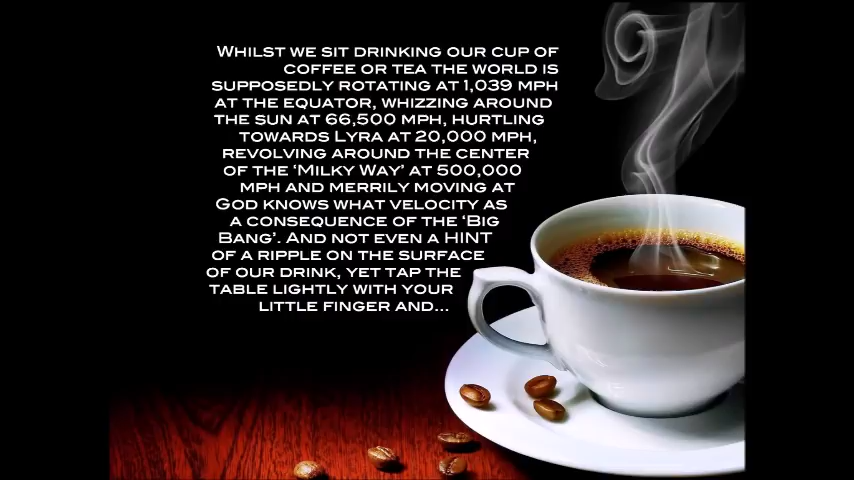 Whilst we sit drinking our cup of
coffee or tea the world is
supposedly rotating at 1,039 mph
at the equator, whizzing around
the sun at 66,500 mph, hurtling
towards Lyra at 20,000 mph,
revolving around the center
of the ‘Milky Way’ at 500,000
mph and merrily moving at
God knows what velocity as
a consequence of the ‘Big
Bang’. And not even a HINT
of a ripple on the surface
of our drink, yet tap the
table lightly with your
little finger and...